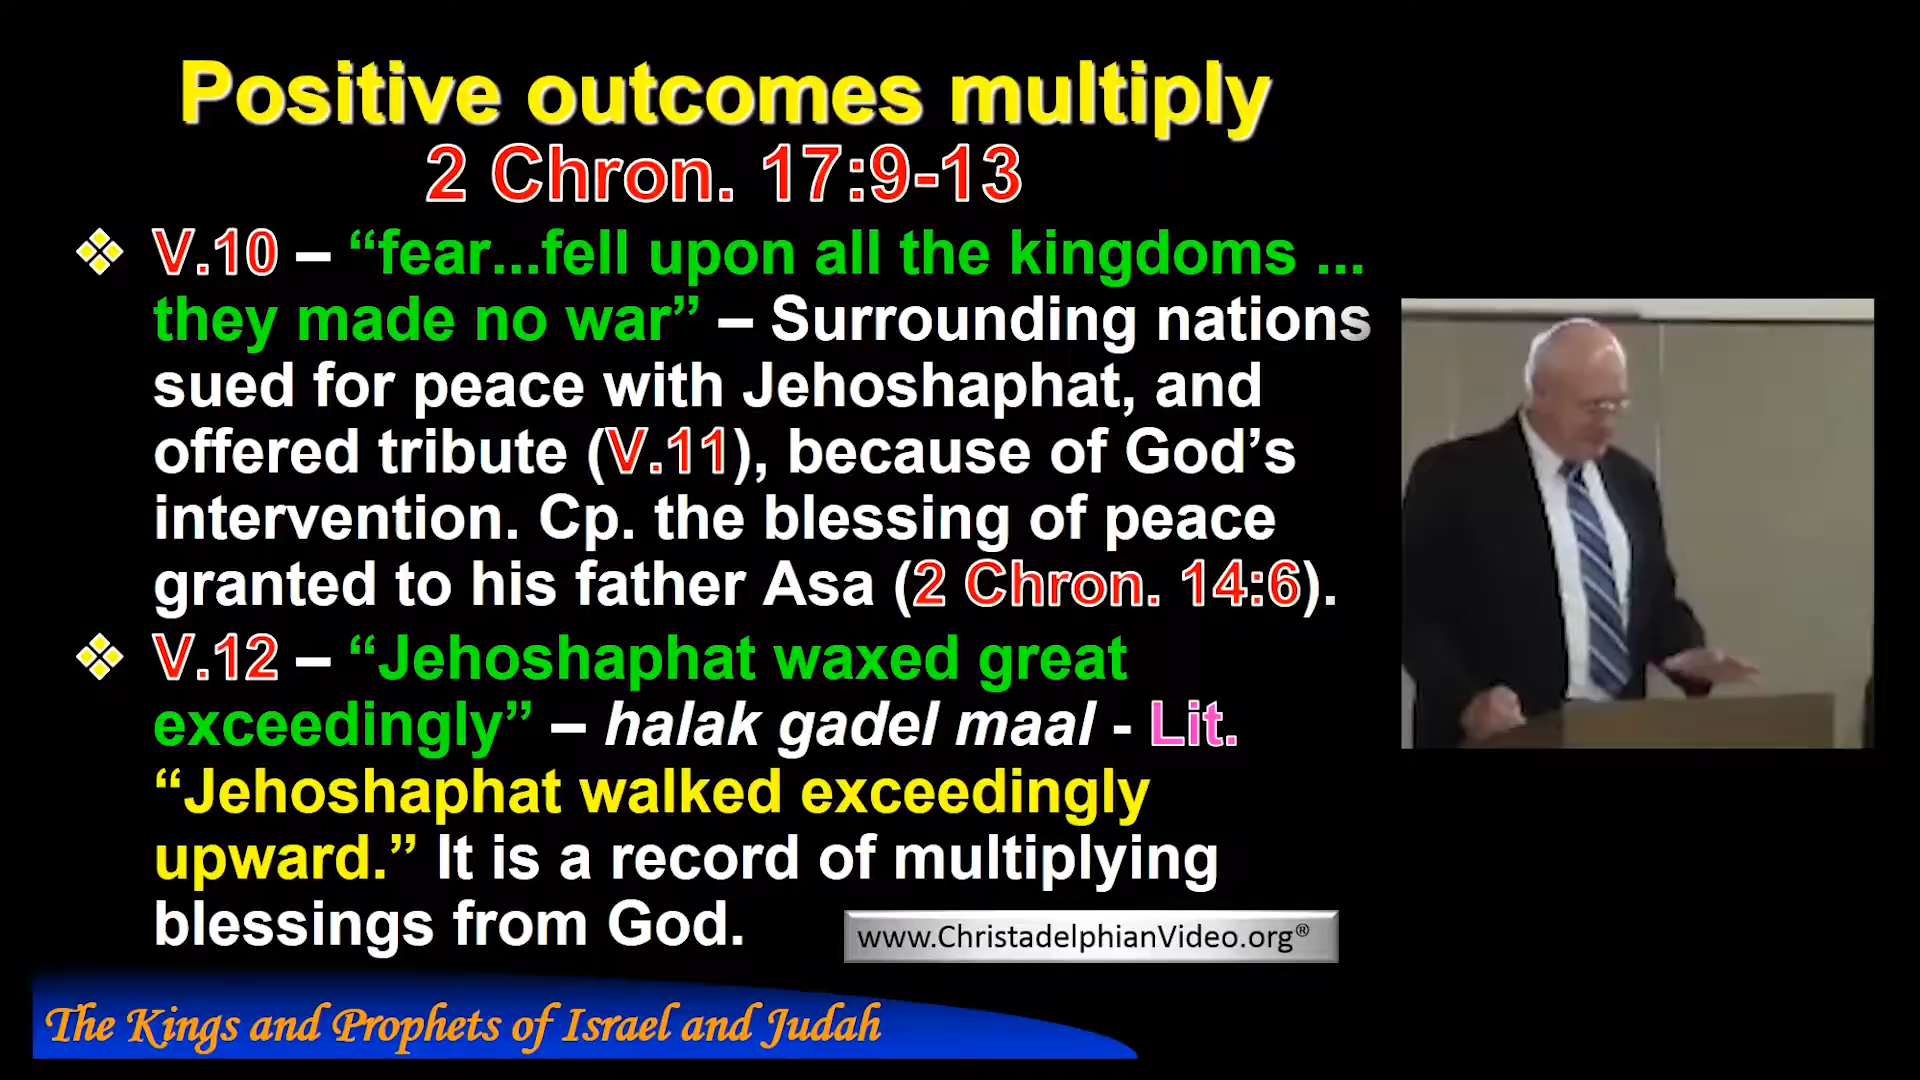 Positive outcomes multiply
2 Chron. 17:9-13
V.10 – “fear...fell upon all the kingdoms ...
they made no war” – Surrounding nations
sued for peace with Jehoshaphat, and
offered tribute (V.11), because of God’s
intervention. Cp. the blessing of peace
granted to his father Asa (2 Chron. 14:6).
V.12 – “Jehoshaphat waxed great
exceedingly” – halak gadel maal - Lit.
“Jehoshaphat walked exceedingly
upward.” It is a record of multiplying
blessings from God.
www.ChristadelphianVideo.org®
The Kings and Prophets of Israel and Judah